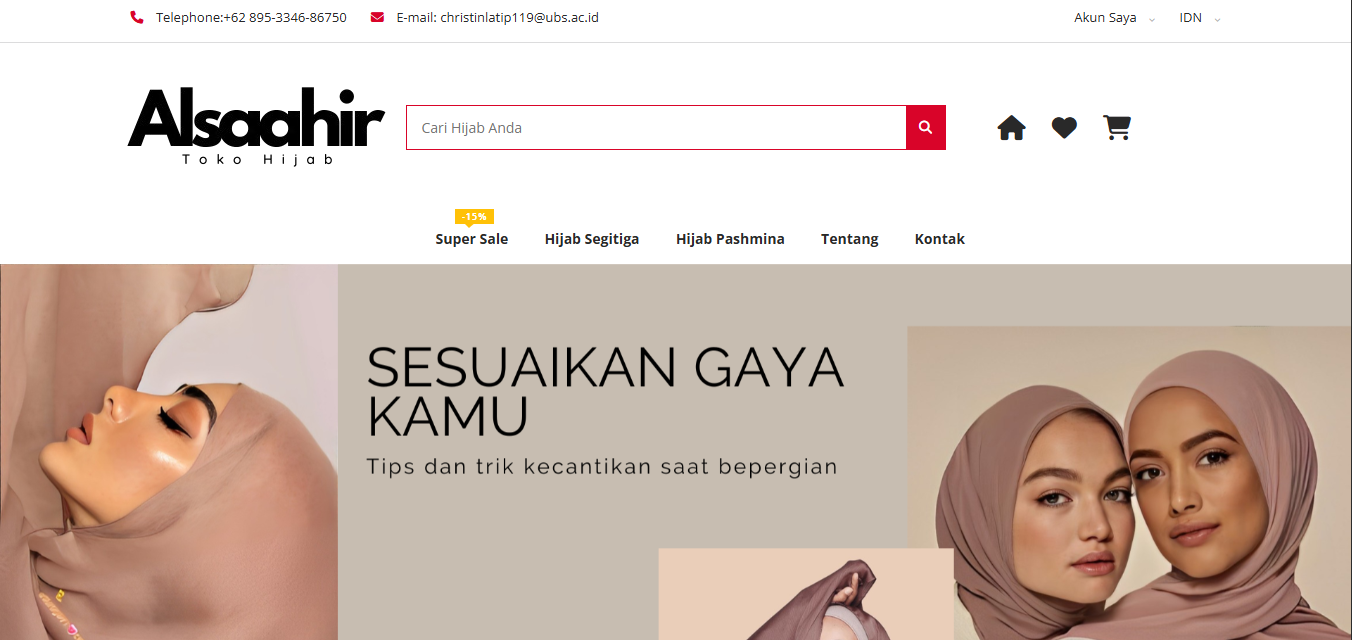 Telephone:+62 895-3346-86750 E-mail: christinlatip119@ubs.ac.id Akun Saya IDN
Alsaahir
Toko Hijab
Cari Hijab Anda
-15%
Super Sale Hijab Segitiga Hijab Pashmina Tentang Kontak
SESUAIKAN GAYA
KAMU
Tips dan trik kecantikan saat bepergian